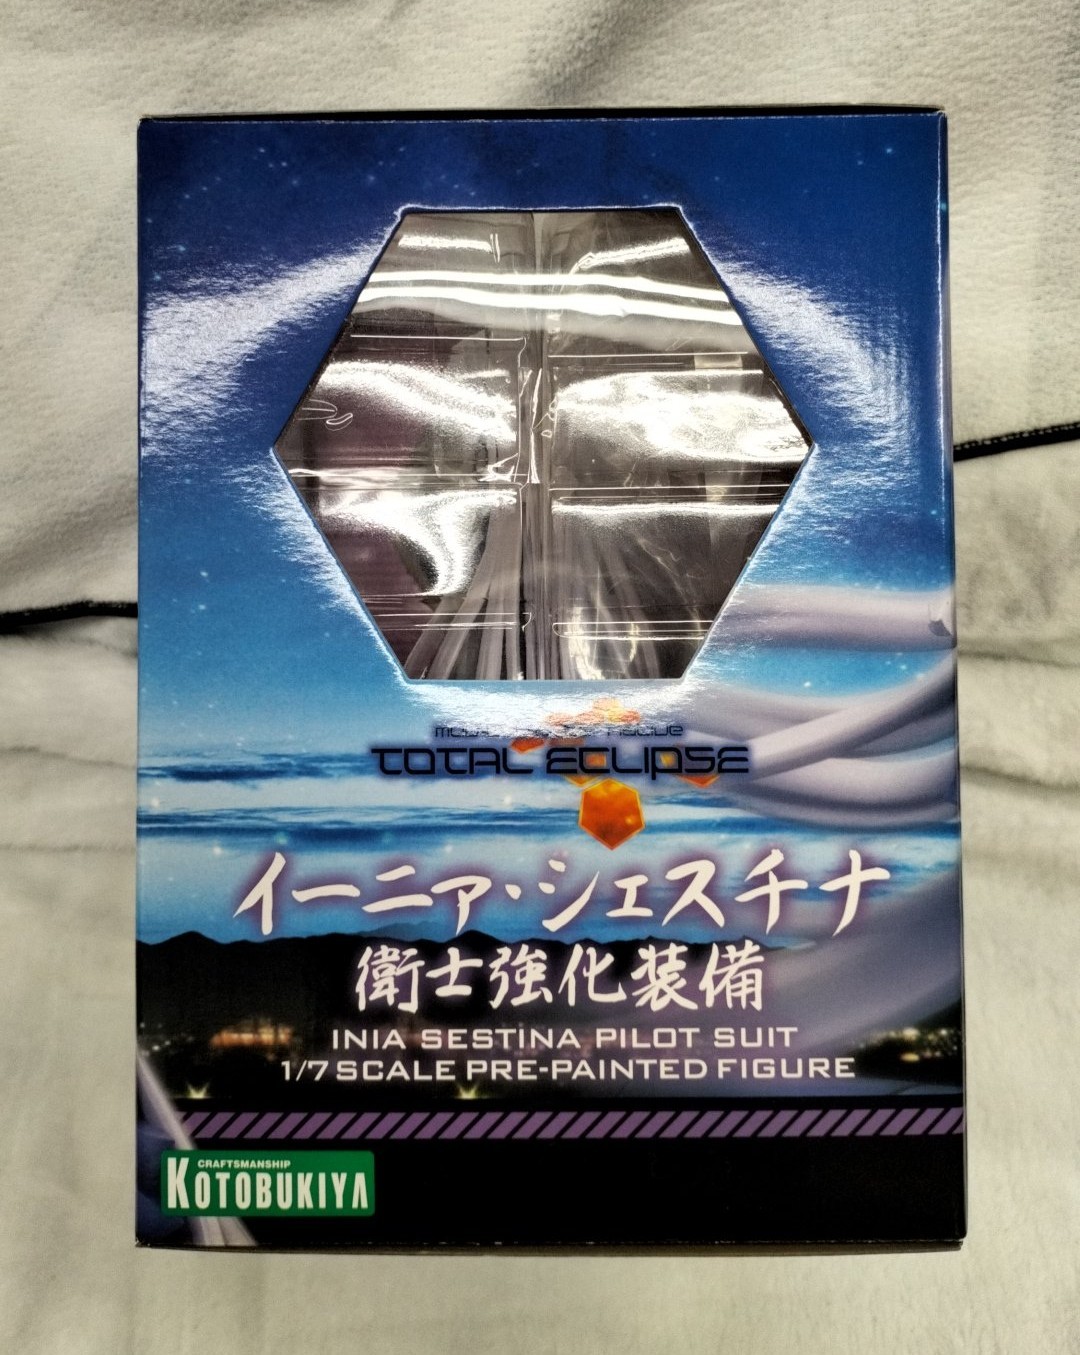 TOTAL ECLIPSE
イーニァ・シェスチナ
衛士強化装備
INIA SESTINA PILOT SUIT
1/7 SCALE PRE-PAINTED FIGURE
CRAFTSMANSHIP
KOTOBUKIYA